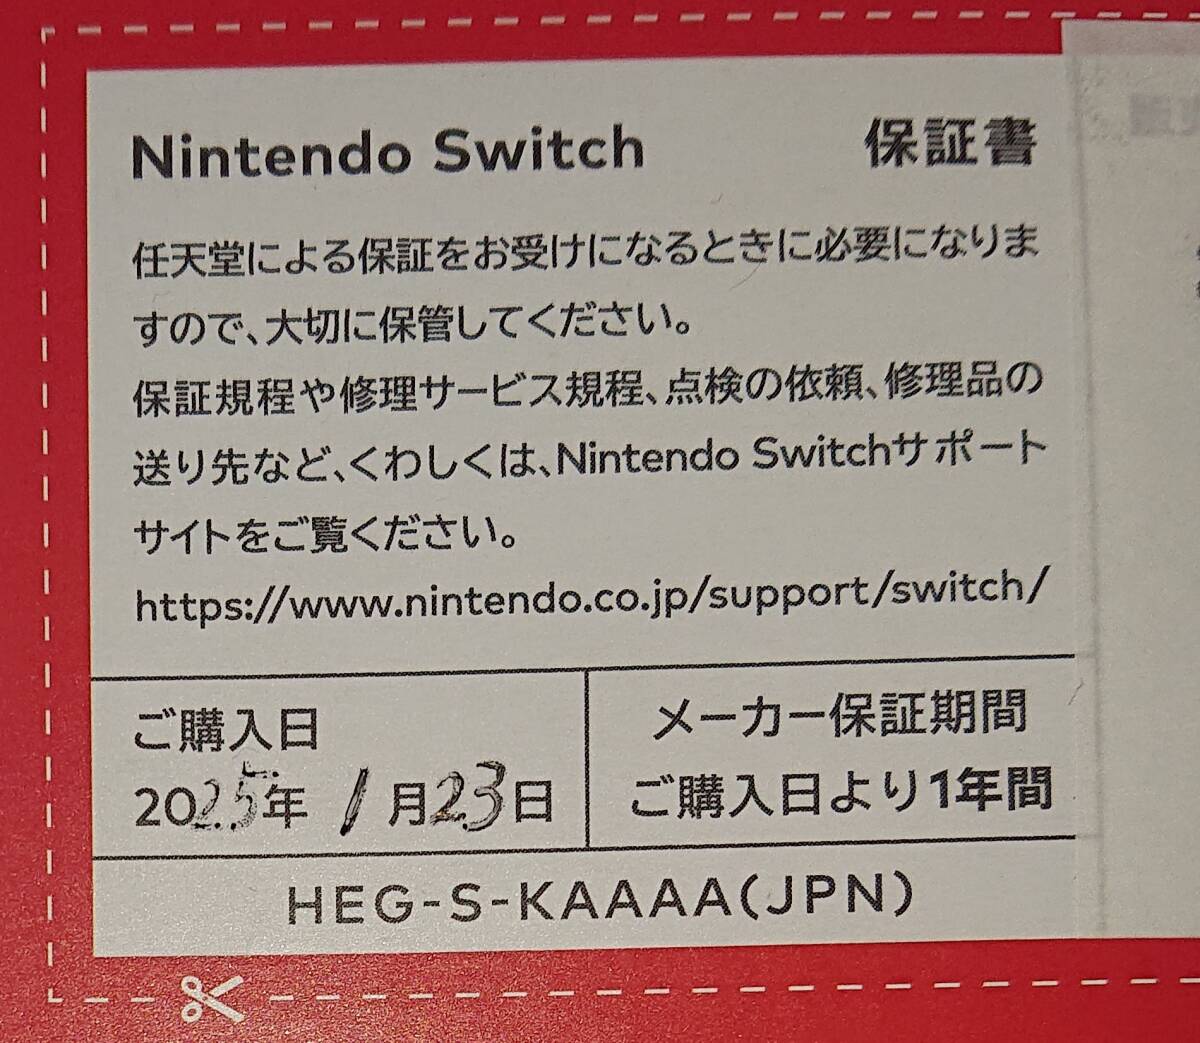 Nintendo Switch 保証書
任天堂による保証をお受けになるときに必要になりま
すので、大切に保管してください。
保証規程や修理サービス規程、点検の依頼、修理品の
送り先など、くわしくは、Nintendo Switchサポート
サイトをご覧ください。
https://www.nintendo.co.jp/support/switch/
ご購入日
2025年 1月23日
メーカー保証期間
ご購入日より1年間
HEG-S-KAAAA(JPN)